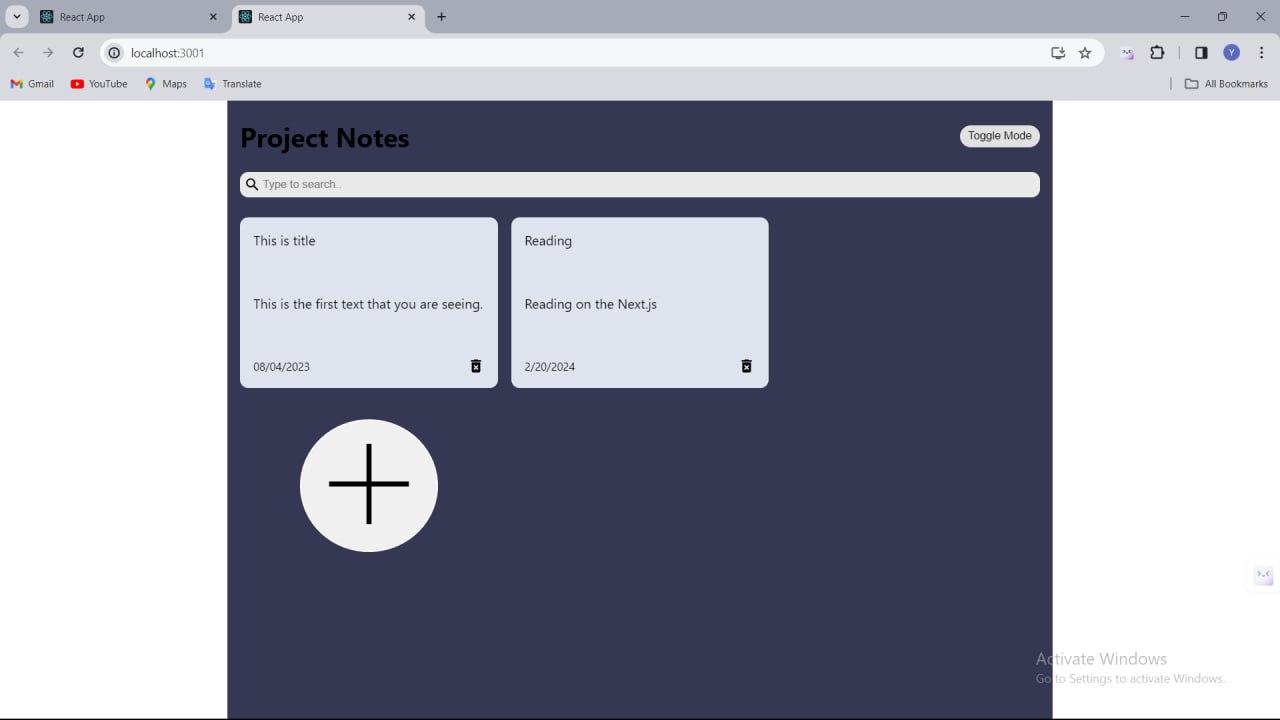 React App
React App
localhost:3001
Y
Gmail
YouTube
Maps
Translate
All Bookmarks
Project Notes
Toggle Mode
Type to search..
This is title
Reading
This is the first text that you are seeing.
Reading on the Next.js
08/04/2023
2/20/2024
Activate Windows
Go to Settings to activate Windows.